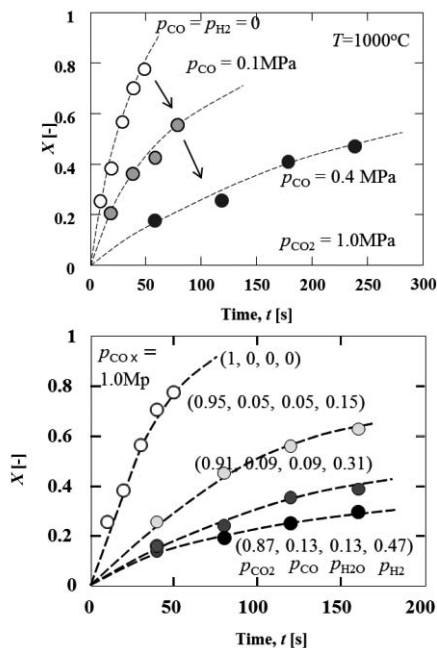 1
0.8
0.6
0.4
0.2
0
X [-]
pCO = pH2 = 0
T=1000°C
pCO = 0.1MPa
pCO = 0.4 MPa
pCO2 = 1.0MPa
0 50 100 150 200 250 300
Time, t [s]
1
0.8
0.6
0.4
0.2
0
X [-]
pCOx =
1.0Mp
(1, 0, 0, 0)
(0.95, 0.05, 0.05, 0.15)
(0.91, 0.09, 0.09, 0.31)
(0.87, 0.13, 0.13, 0.47)
pCO2 pCO pH2O pH2
0 50 100 150 200
Time, t [s]